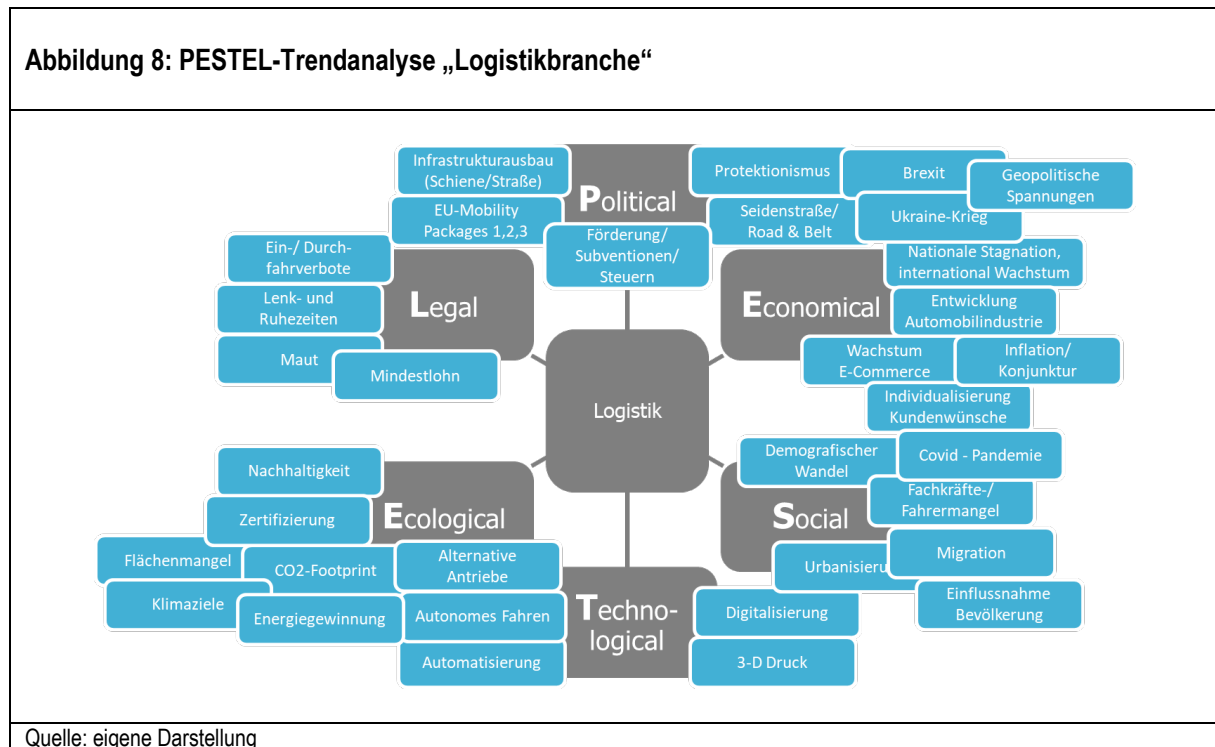 Abbildung 8: PESTEL-Trendanalyse „Logistikbranche“
Infrastrukturausbau
(Schiene/Straße)
EU-Mobility
Packages 1,2,3
Political
Förderung/
Subventionen/
Steuern
Protektionismus
Brexit
Geopolitische
Spannungen
Seidenstraße/
Road & Belt
Ukraine-Krieg
Ein-/ Durch-
fahrverbote
Lenk- und
Ruhezeiten
Legal
Maut
Mindestlohn
Economical
Nationale Stagnation,
international Wachstum
Entwicklung
Automobilindustrie
Wachstum
E-Commerce
Inflation/
Konjunktur
Individualisierung
Kundenwünsche
Logistik
Nachhaltigkeit
Zertifizierung
Ecological
Flächenmangel
CO2-Footprint
Alternative
Antriebe
Klimaziele
Energiegewinnung
Demografischer
Wandel
Covid - Pandemie
Fachkräfte-/
Fahrermangel
Social
Urbanisieru
Migration
Einflussnahme
Bevölkerung
Autonomes Fahren
Automatisierung
Techno-
logical
Digitalisierung
3-D Druck
Quelle: eigene Darstellung